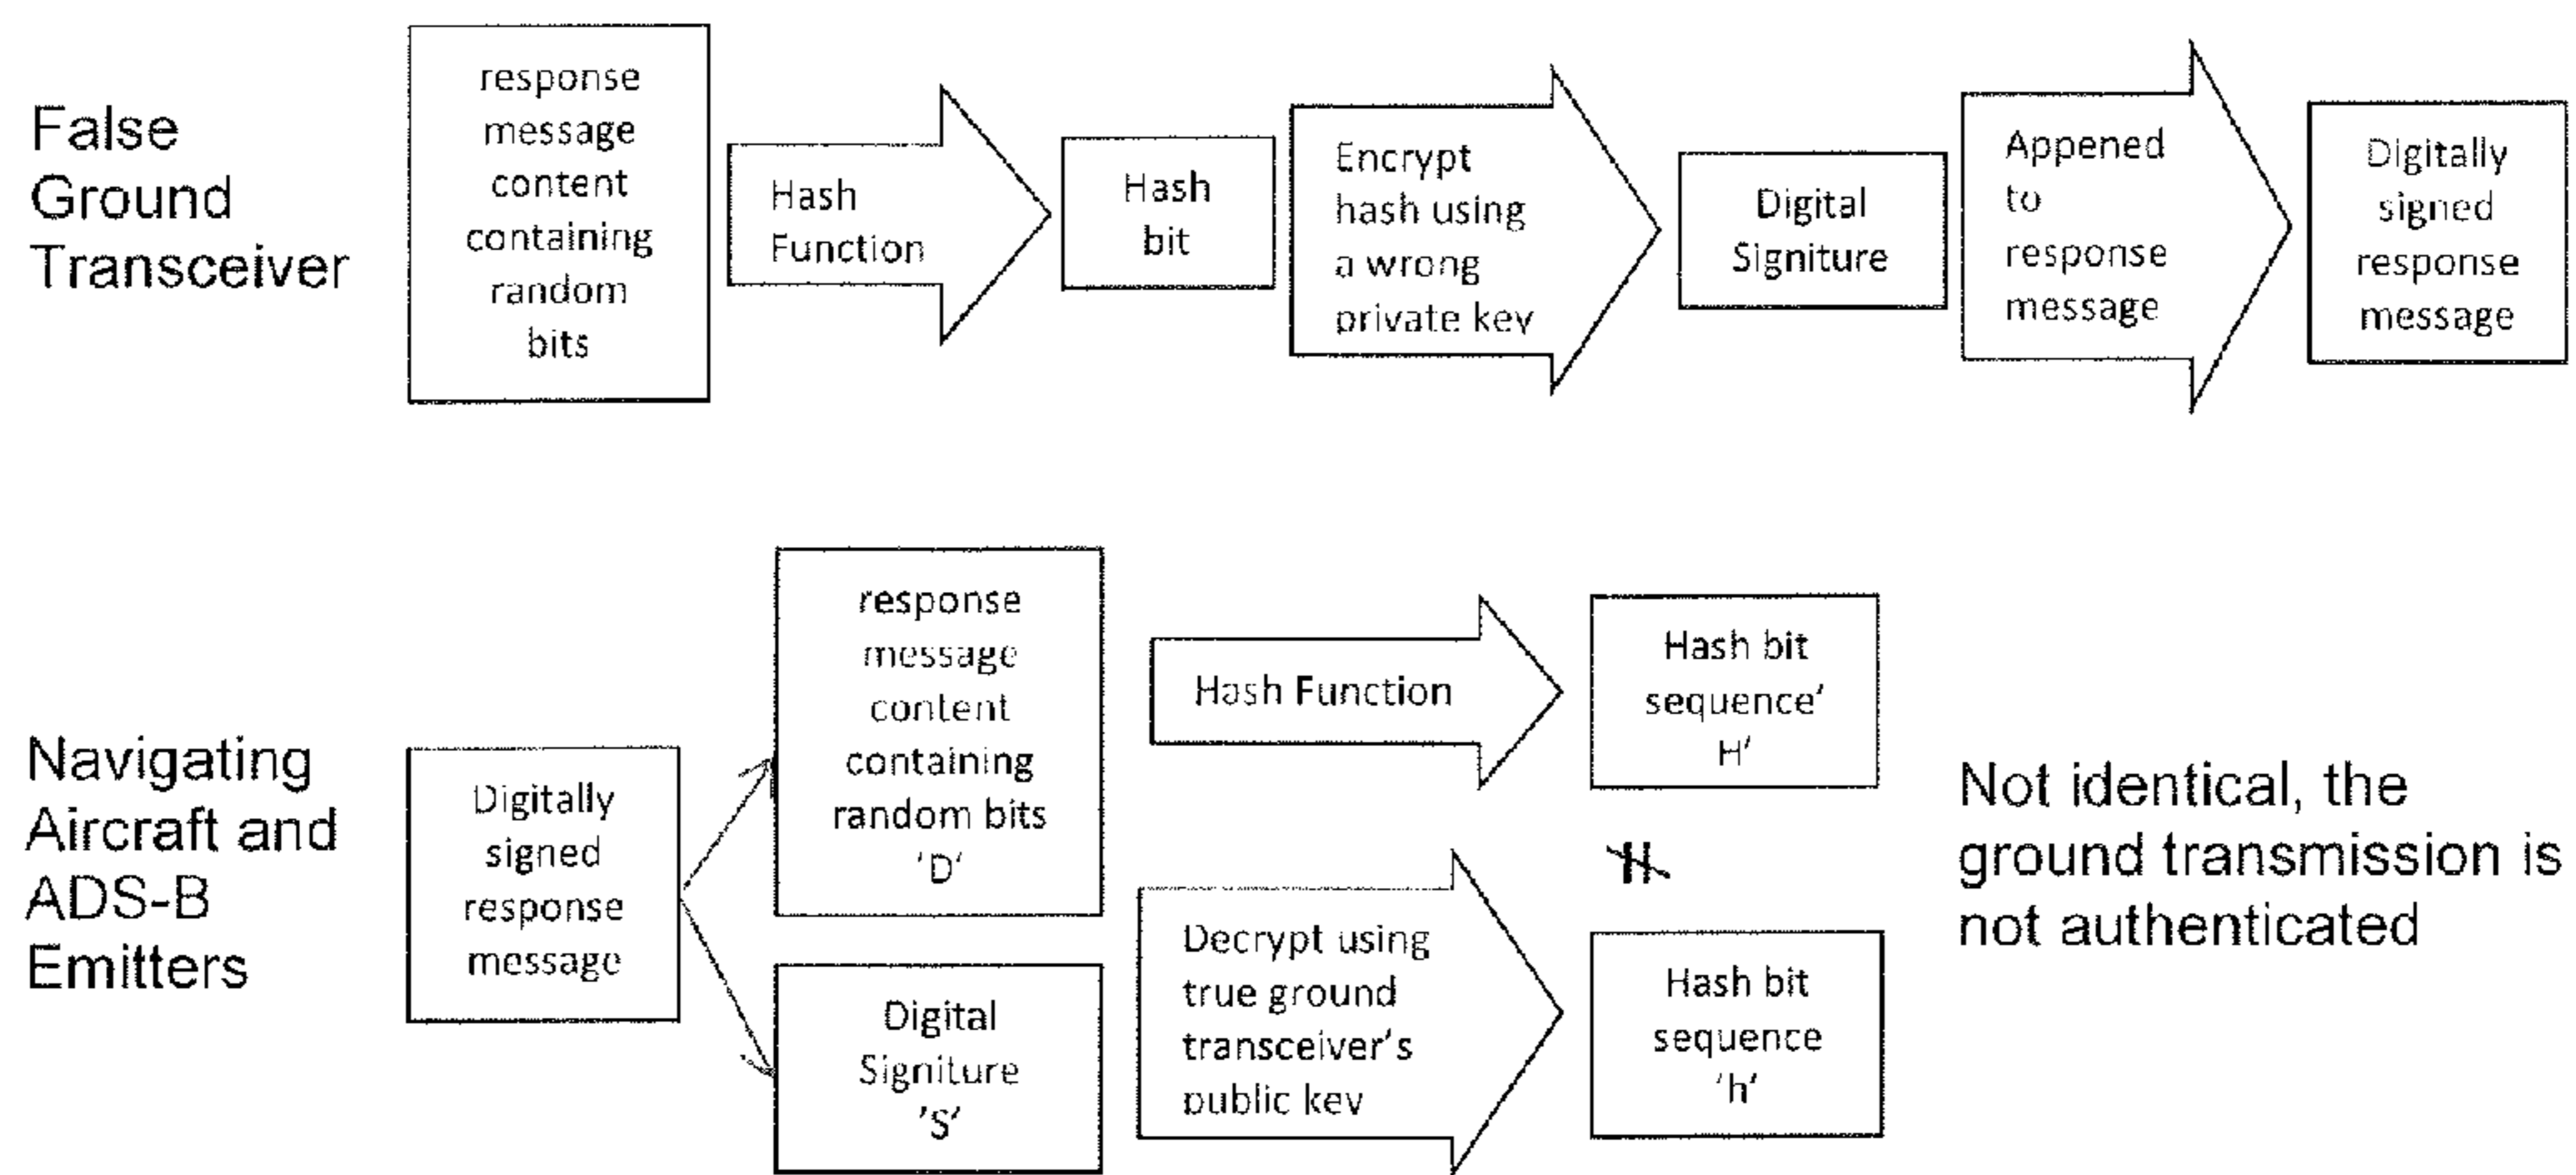 False
Ground
Transceiver
response
message
content
containing
random
bits
Hash
Function
Hash
bit
Encrypt
hash using
a wrong
private key
Digital
Signiture
Appened
to
response
message
Digitally
signed
response
message
Navigating
Aircraft and
ADS-B
Emitters
Digitally
signed
response
message
response
message
content
containing
random bits
'D'
Digital
Signiture
'S'
Hash Function
Decrypt using
true ground
transceiver's
public key
Hash bit
sequence'
H'
Hash bit
sequence
'h'
Not identical, the
ground transmission is
not authenticated